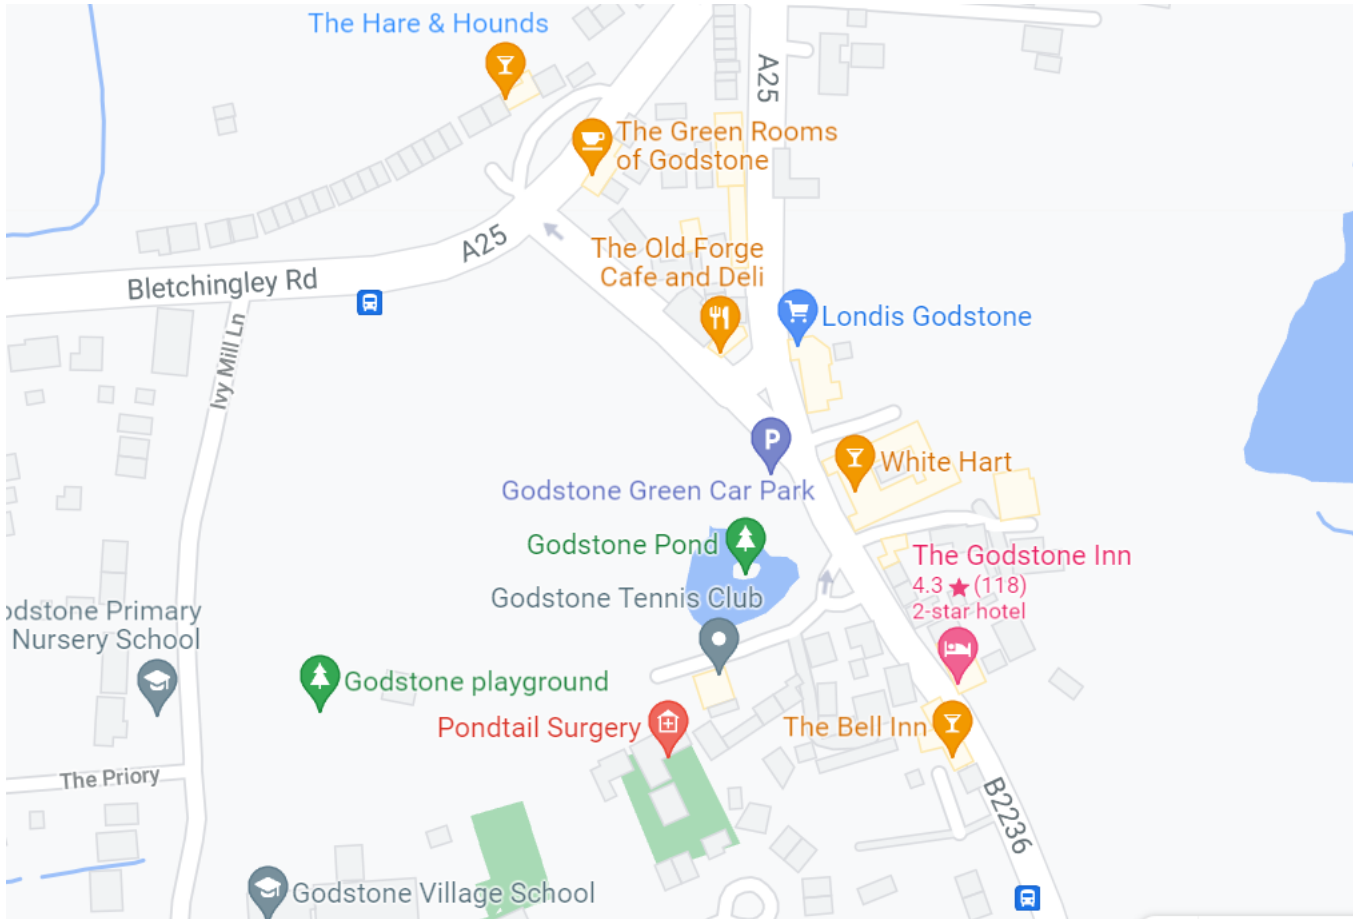 The Hare & Hounds
A25
The Green Rooms
of Godstone
A25
The Old Forge
Cafe and Deli
Bletchingley Rd
Londis Godstone
Ivy Mill Ln
P
White Hart
Godstone Green Car Park
Godstone Pond
The Godstone Inn
4.3 ★ (118)
2-star hotel
Godstone Tennis Club
odstone Primary
Nursery School
Godstone playground
Pondtail Surgery
The Bell Inn
The Priory
B2236
Godstone Village School